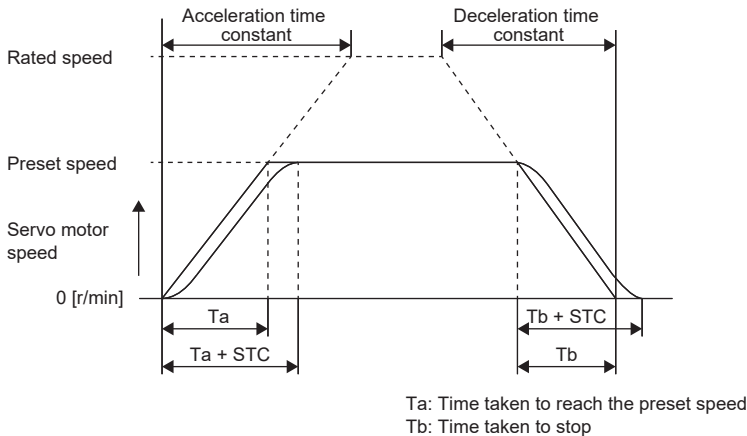 Acceleration time
constant
Deceleration time
constant
Rated speed
Preset speed
Servo motor
speed
0 [r/min]
Ta
Tb + STC
Ta + STC
Tb
Ta: Time taken to reach the preset speed
Tb: Time taken to stop